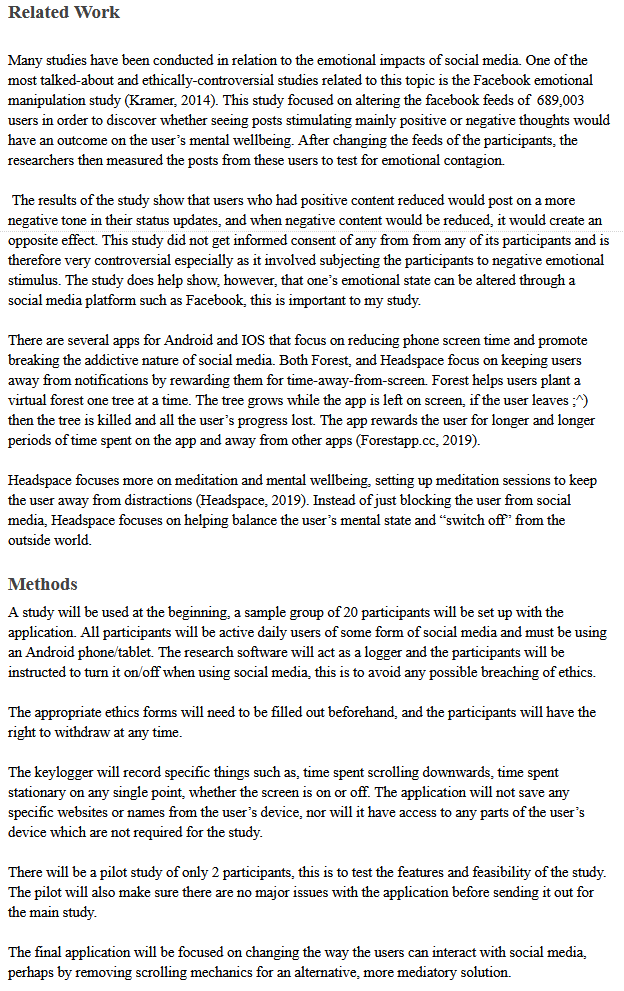 Related Work
Many studies have been conducted in relation to the emotional impacts of social media. One of the
most talked-about and ethically-controversial studies related to this topic is the Facebook emotional
manipulation study (Kramer, 2014). This study focused on altering the facebook feeds of 689,003
users in order to discover whether seeing posts stimulating mainly positive or negative thoughts would
have an outcome on the user's mental wellbeing. After changing the feeds of the participants, the
researchers then measured the posts from these users to test for emotional contagion.
The results of the study show that users who had positive content reduced would post on a more
negative tone in their status updates, and when negative content would be reduced, it would create an
opposite effect. This study did not get informed consent of any from from any of its participants and is
therefore very controversial especially as it involved subjecting the participants to negative emotional
stimulus. The study does help show, however, that one's emotional state can be altered through a
social media platform such as Facebook, this is important to my study.
There are several apps for Android and IOS that focus on reducing phone screen time and promote
breaking the addictive nature of social media. Both Forest, and Headspace focus on keeping users
away from notifications by rewarding them for time-away-from-screen. Forest helps users plant a
virtual forest one tree at a time. The tree grows while the app is left on screen, if the user leaves ;^)
then the tree is killed and all the user's progress lost. The app rewards the user for longer and longer
periods of time spent on the app and away from other apps (Forestapp.cc, 2019).
Headspace focuses more on meditation and mental wellbeing, setting up meditation sessions to keep
the user away from distractions (Headspace, 2019). Instead of just blocking the user from social
media, Headspace focuses on helping balance the user's mental state and “switch off” from the
outside world.
Methods
A study will be used at the beginning, a sample group of 20 participants will be set up with the
application. All participants will be active daily users of some form of social media and must be using
an Android phone/tablet. The research software will act as a logger and the participants will be
instructed to turn it on/off when using social media, this is to avoid any possible breaching of ethics.
The appropriate ethics forms will need to be filled out beforehand, and the participants will have the
right to withdraw at any time.
The keylogger will record specific things such as, time spent scrolling downwards, time spent
stationary on any single point, whether the screen is on or off. The application will not save any
specific websites or names from the user's device, nor will it have access to any parts of the user's
device which are not required for the study.
There will be a pilot study of only 2 participants, this is to test the features and feasibility of the study.
The pilot will also make sure there are no major issues with the application before sending it out for
the main study.
The final application will be focused on changing the way the users can interact with social media,
perhaps by removing scrolling mechanics for an alternative, more mediatory solution.